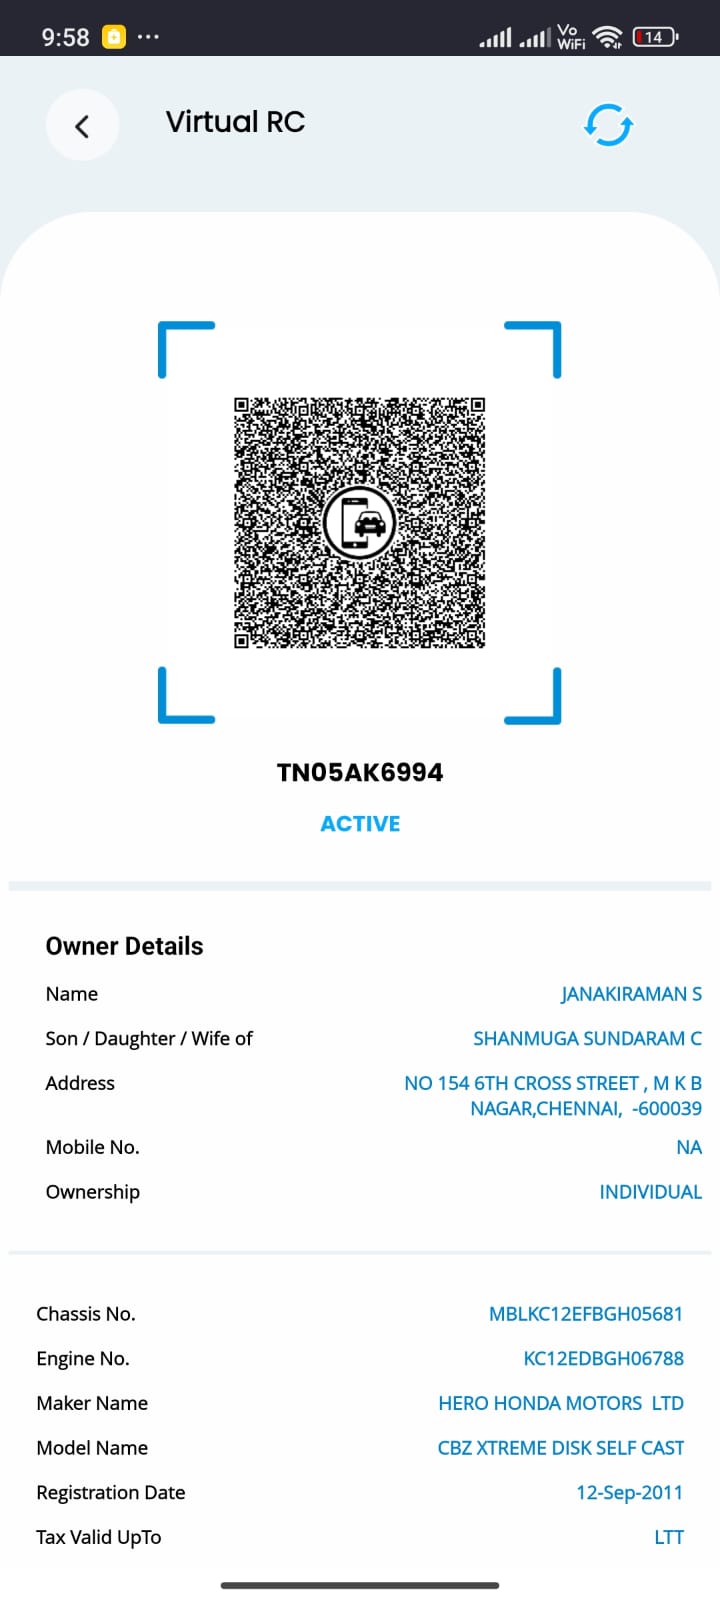 9:58
Vo
WiFi
14
Virtual RC
TN05AK6994
ACTIVE
Owner Details
Name JANAKIRAMAN S
Son / Daughter / Wife of SHANMUGA SUNDARAM C
Address NO 154 6TH CROSS STREET , M K B
NAGAR,CHENNAI, -600039
Mobile No. NA
Ownership INDIVIDUAL
Chassis No. MBLKC12EFBGH05681
Engine No. KC12EDBGH06788
Maker Name HERO HONDA MOTORS  LTD
Model Name CBZ XTREME DISK SELF CAST
Registration Date 12-Sep-2011
Tax Valid UpTo LTT